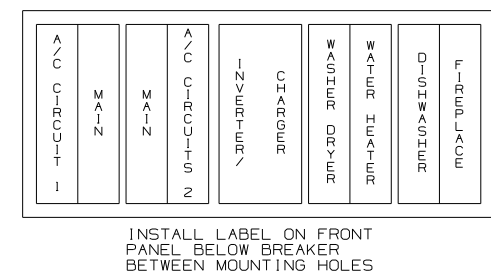 A/C CIRCUIT 1
MAIN
MAIN
A/C CIRCUITS 2
INVERTER/
CHARGER
WASHER DRYER
WATER HEATER
DISHWASHER
FIREPLACE
INSTALL LABEL ON FRONT
PANEL BELOW BREAKER
BETWEEN MOUNTING HOLES